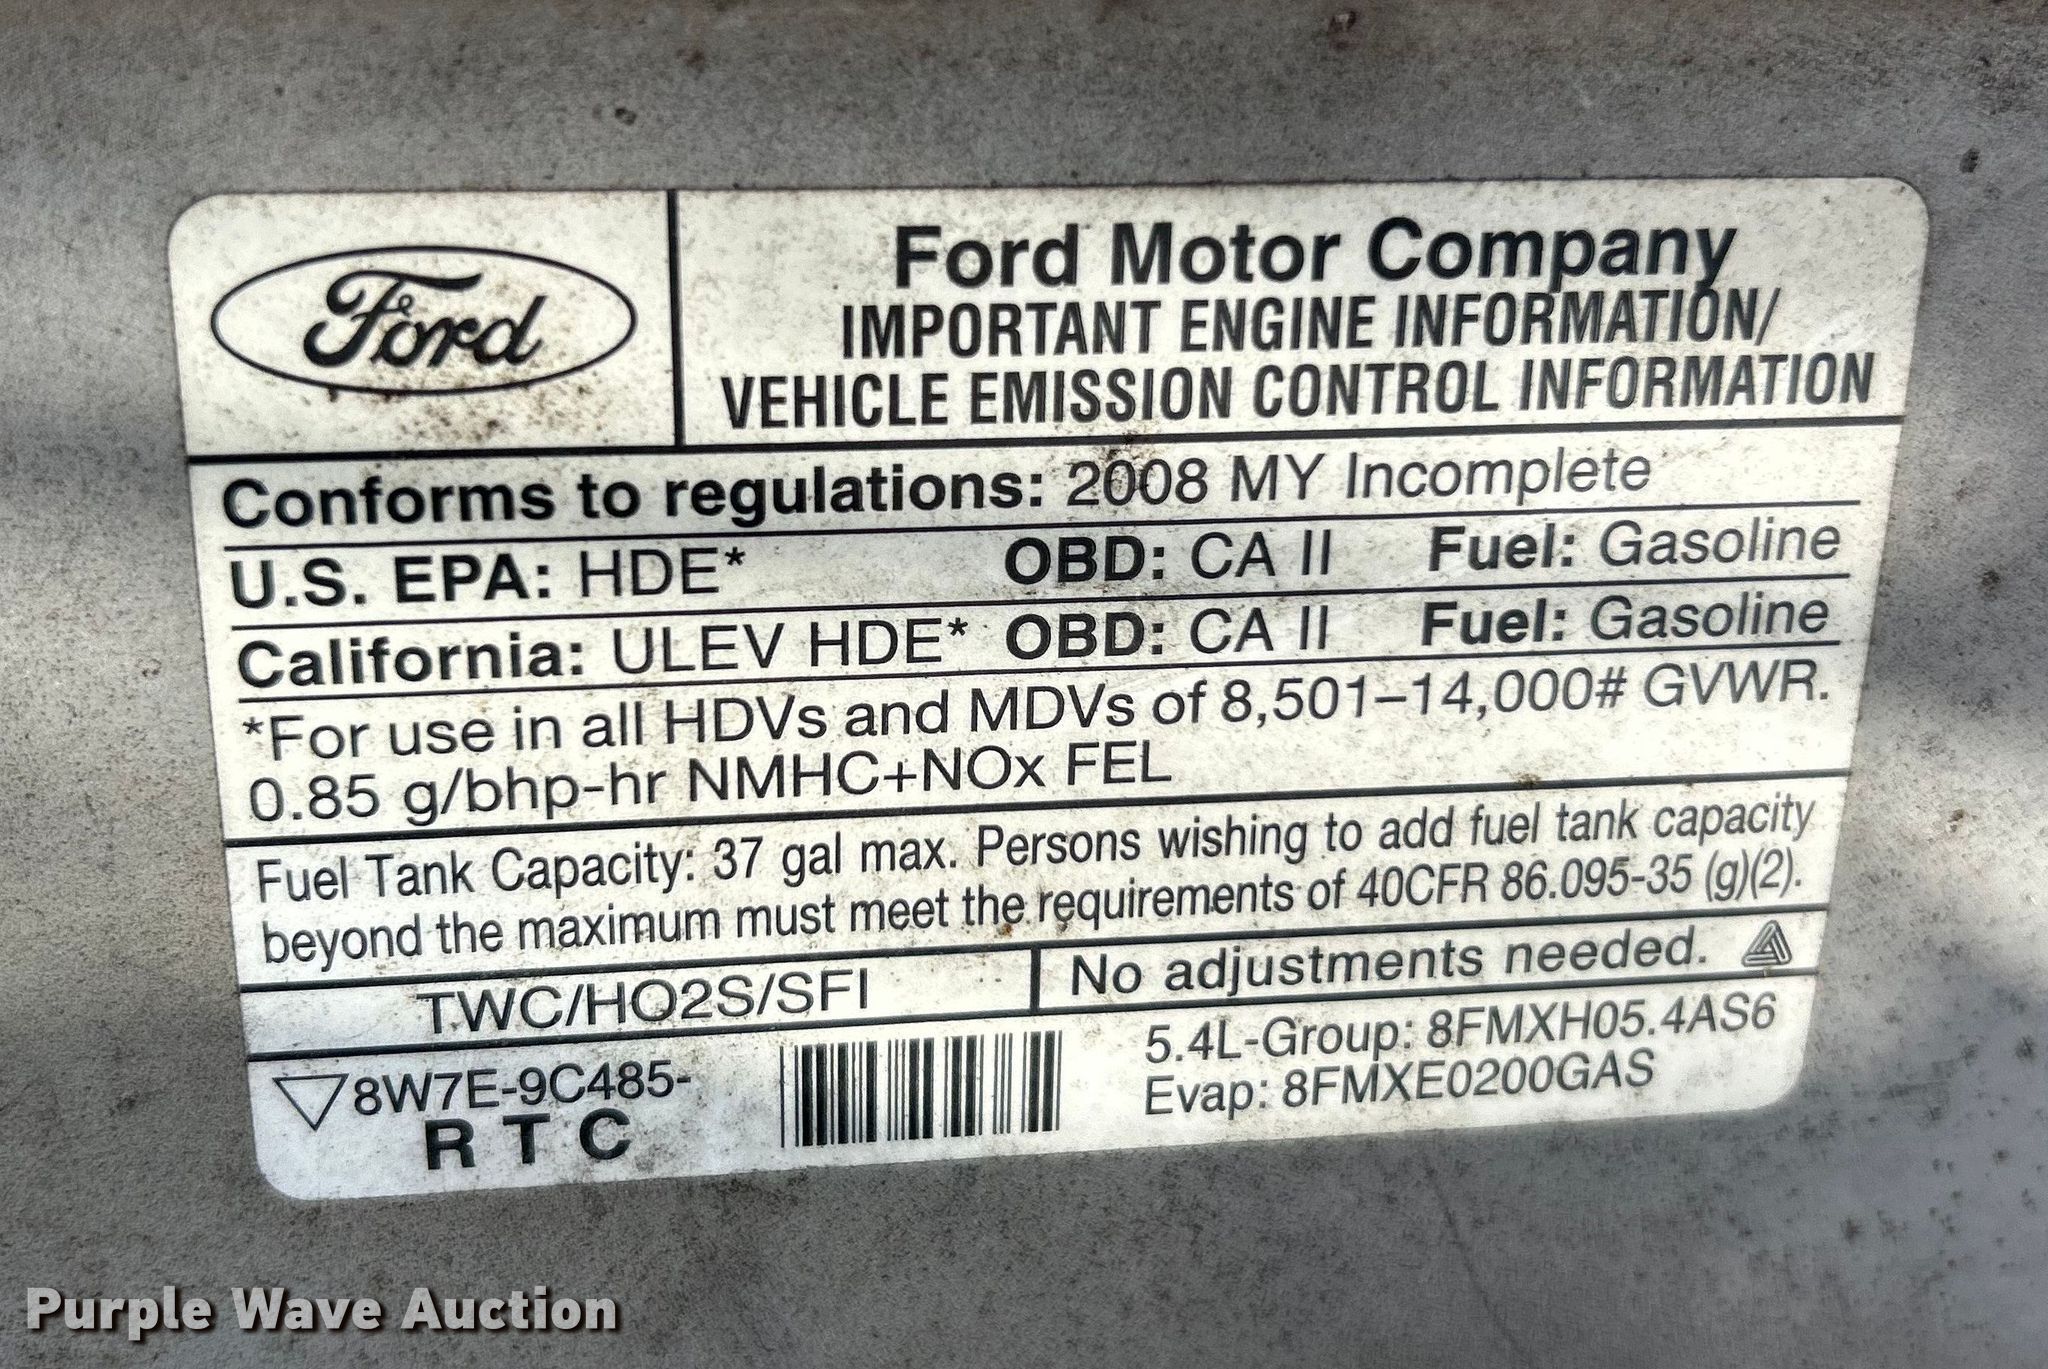 Ford
Ford Motor Company
IMPORTANT ENGINE INFORMATION/
VEHICLE EMISSION CONTROL INFORMATION
Conforms to regulations: 2008 MY Incomplete
U.S. EPA: HDE* OBD: CA II Fuel: Gasoline
California: ULEV HDE* OBD: CA II Fuel: Gasoline
*For use in all HDVs and MDVs of 8,501–14,000# GVWR.
0.85 g/bhp-hr NMHC+NOx FEL
Fuel Tank Capacity: 37 gal max. Persons wishing to add fuel tank capacity
beyond the maximum must meet the requirements of 40CFR 86.095-35 (g)(2).
TWC/HO2S/SFI
No adjustments needed.
8W7E-9C485-
R T C
5.4L-Group: 8FMXH05.4AS6
Evap: 8FMXE0200GAS
Purple Wave Auction